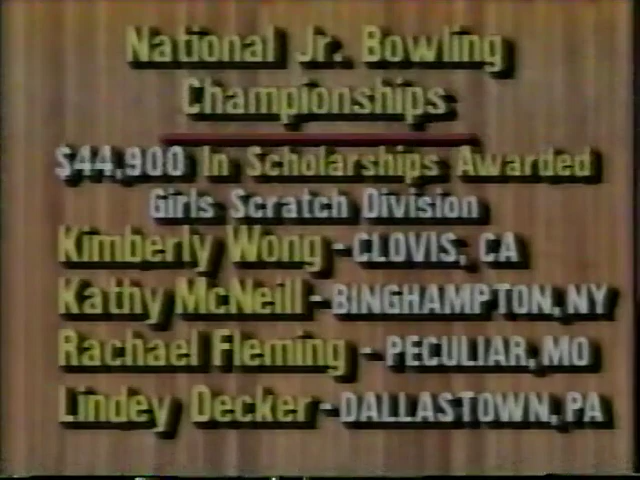 National Jr. Bowling
Championships
$44,900 In Scholarships Awarded
Girls Scratch Division
Kimberly Wong - CLOVIS, CA
Kathy McNeill - BINGHAMPTON, NY
Rachael Fleming - PECULIAR, MO
Lindey Decker - DALLASTOWN, PA